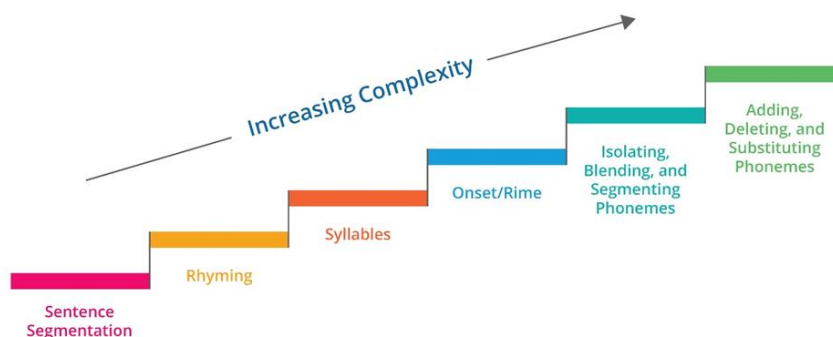 Increasing Complexity
Sentence
Segmentation
Rhyming
Syllables
Onset/Rime
Isolating,
Blending, and
Segmenting
Phonemes
Adding,
Deleting, and
Substituting
Phonemes